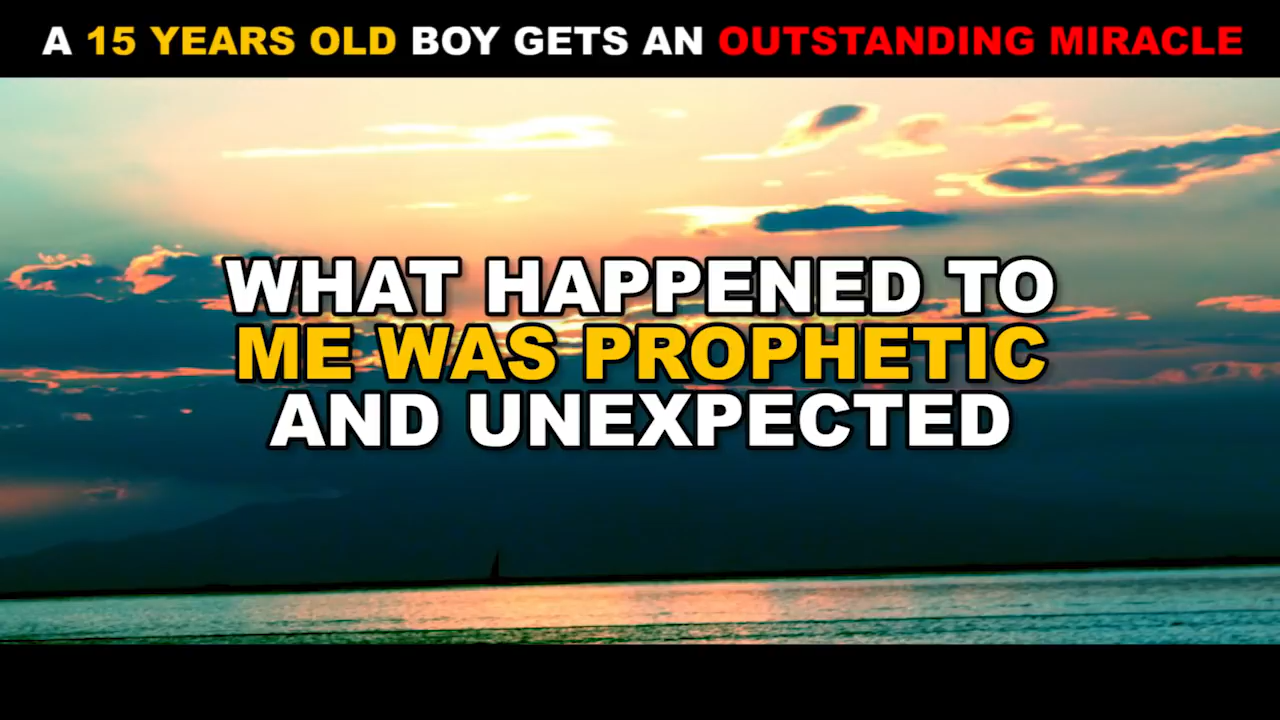 A 15 YEARS OLD BOY GETS AN OUTSTANDING MIRACLE
WHAT HAPPENED TO
ME WAS PROPHETIC
AND UNEXPECTED